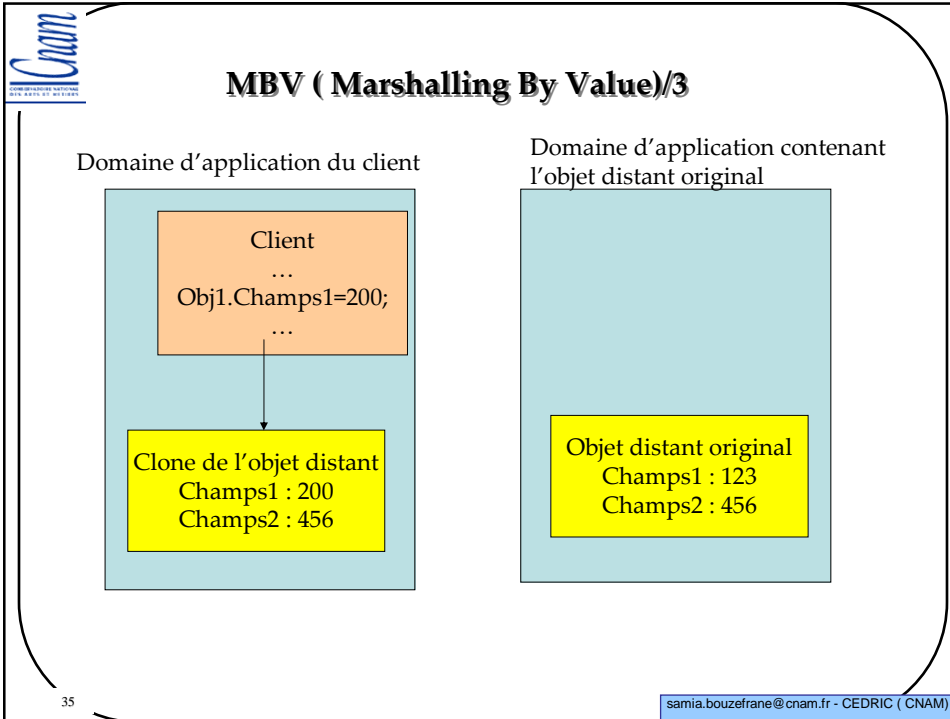 Cnam
CONSERVATOIRE NATIONAL
DES ARTS ET METIERS
MBV ( Marshalling By Value)/3
Domaine d’application du client
Domaine d’application contenant
l’objet distant original
Client
…
Obj1.Champs1=200;
…
Clone de l’objet distant
Champs1 : 200
Champs2 : 456
Objet distant original
Champs1 : 123
Champs2 : 456
35
samia.bouzefrane@cnam.fr - CEDRIC ( CNAM)